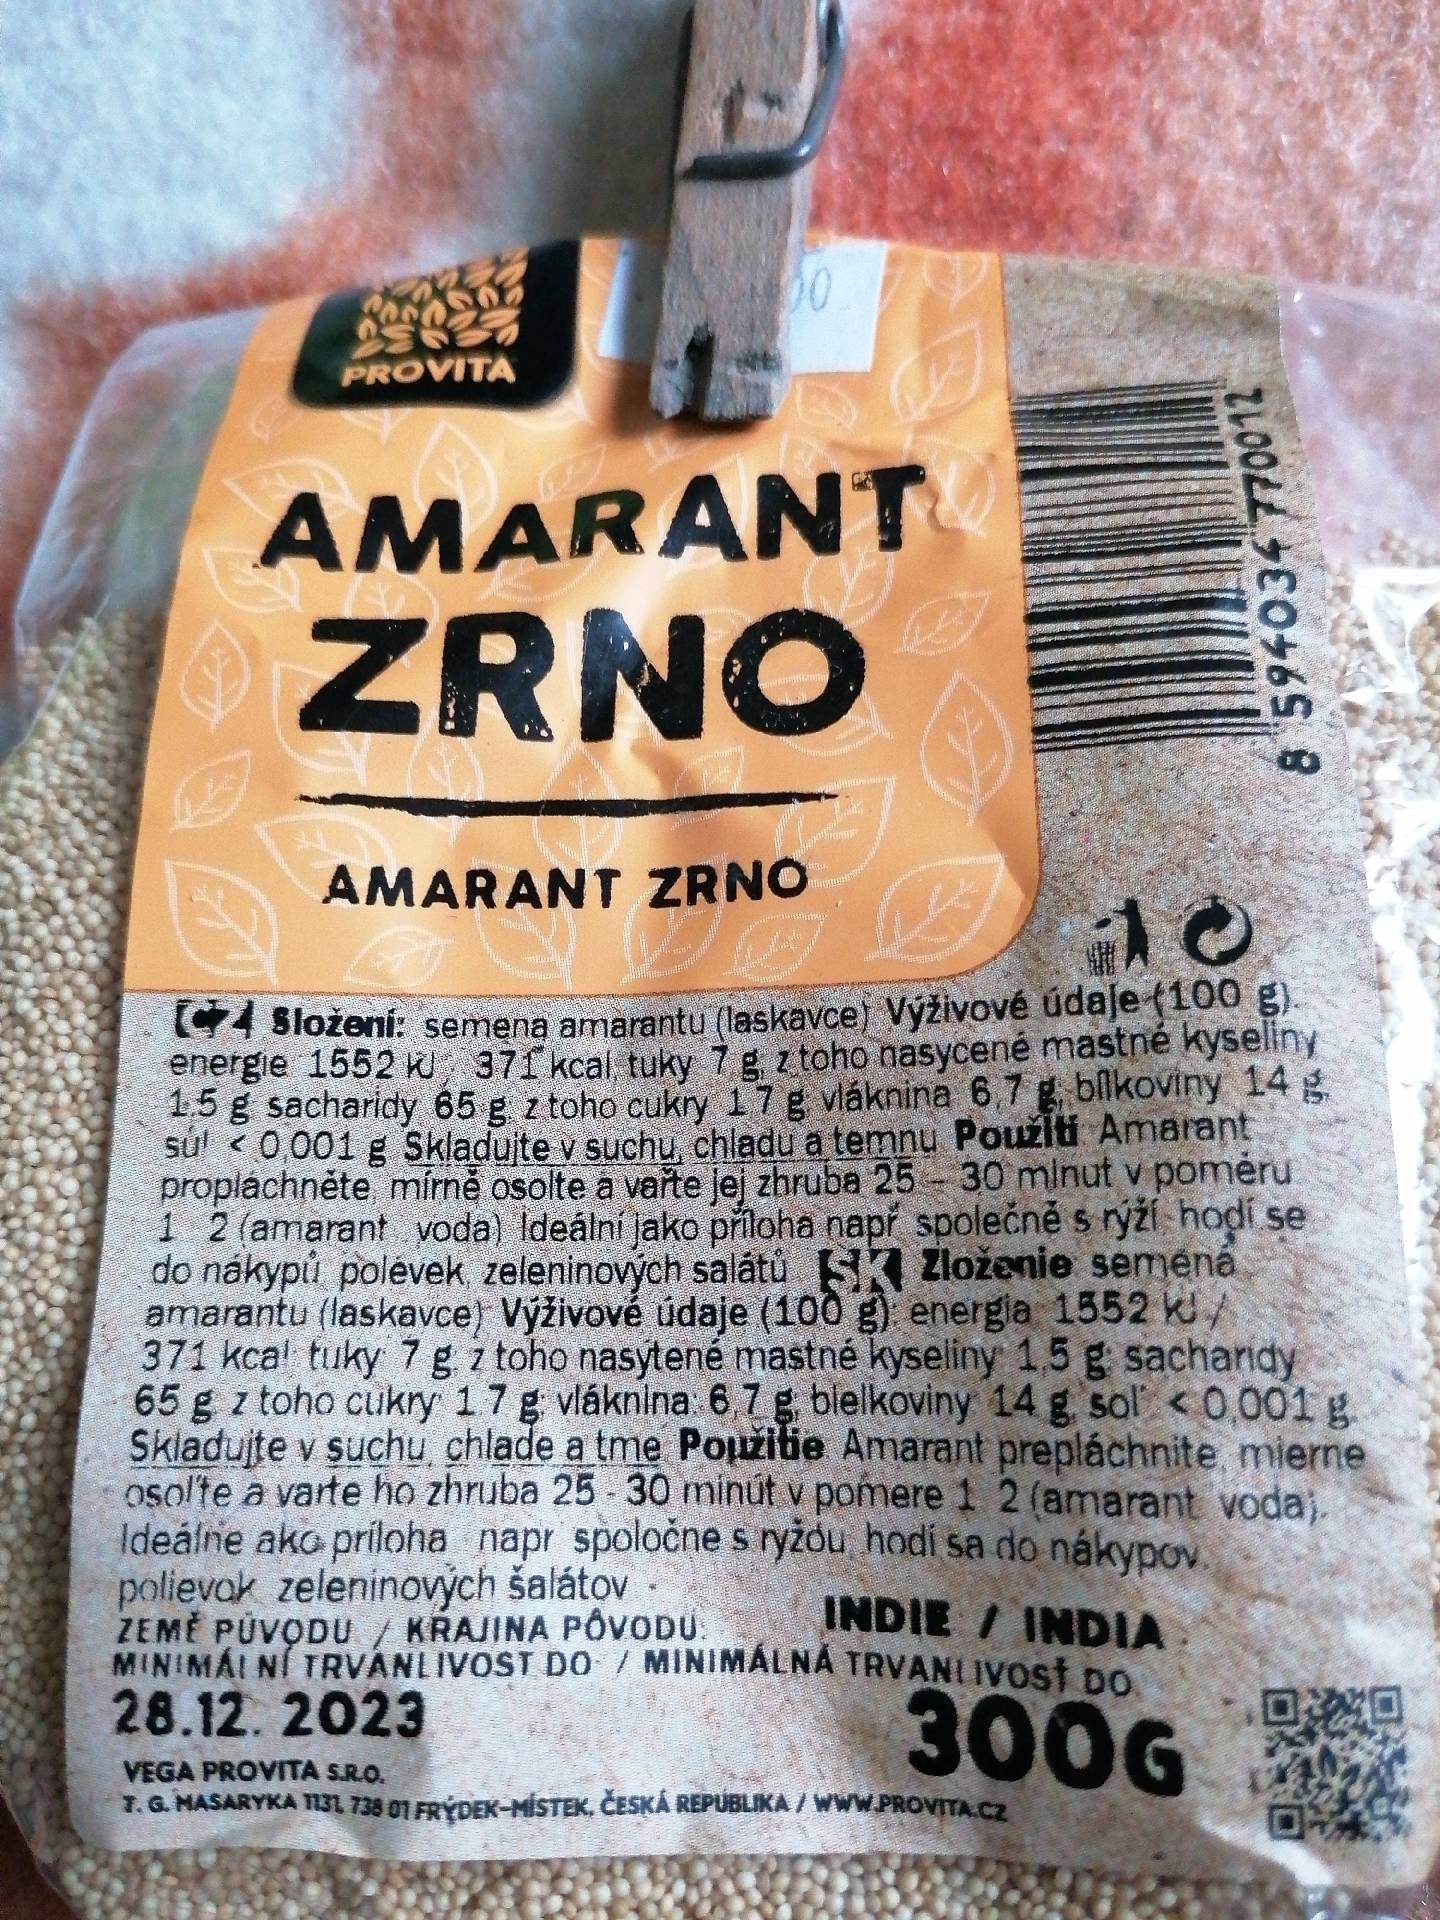 PROVITA
00
AMARANT
ZRNO
AMARANT ZRNO
8 594036 770012
CZ Složení: semena amarantu (laskavce) Výživové údaje (100 g).
energie 1552 kJ / 371 kcal, tuky 7 g, z toho nasycené mastné kyseliny
1.5 g sacharidy 65 g z toho cukry 1.7 g vláknina 6,7 g, bílkoviny 14 g,
sůl < 0,001 g Skladujte v suchu, chladu a temnu Použití Amarant
propláchněte, mírně osolte a vařte jej zhruba 25 - 30 minut v poměru
1 2 (amarant voda) Ideální jako příloha např společně s rýží hodí se
do nákypů, polévek, zeleninových salátů SK Zloženie semená
amarantu (laskavce) Výživové údaje (100 g): energia 1552 kJ /
371 kcal tuky 7 g. z toho nasýtené mastné kyseliny 1,5 g: sacharidy
65 g z toho cukry 1.7 g: vláknina: 6,7 g, bielkoviny 14 g, soľ < 0,001 g.
Skladujte v suchu, chlade a tme Použitie Amarant prepláchnite, mierne
osoľte a varte ho zhruba 25 - 30 minút v pomere 1 2 (amarant voda).
Ideálne ako príloha napr spoločne s ryžou, hodí sa do nákypov,
polievok zeleninových šalátov
ZEMĚ PŮVODU / KRAJINA PÔVODU: INDIE / INDIA
MINIMÁLNÍ TRVANLIVOST DO / MINIMÁLNÁ TRVANLIVOSŤ DO
28.12. 2023
300G
VEGA PROVITA S.R.O.
T. G. MASARYKA 1131, 738 01 FRÝDEK-MÍSTEK, ČESKÁ REPUBLIKA / WWW.PROVITA.CZ